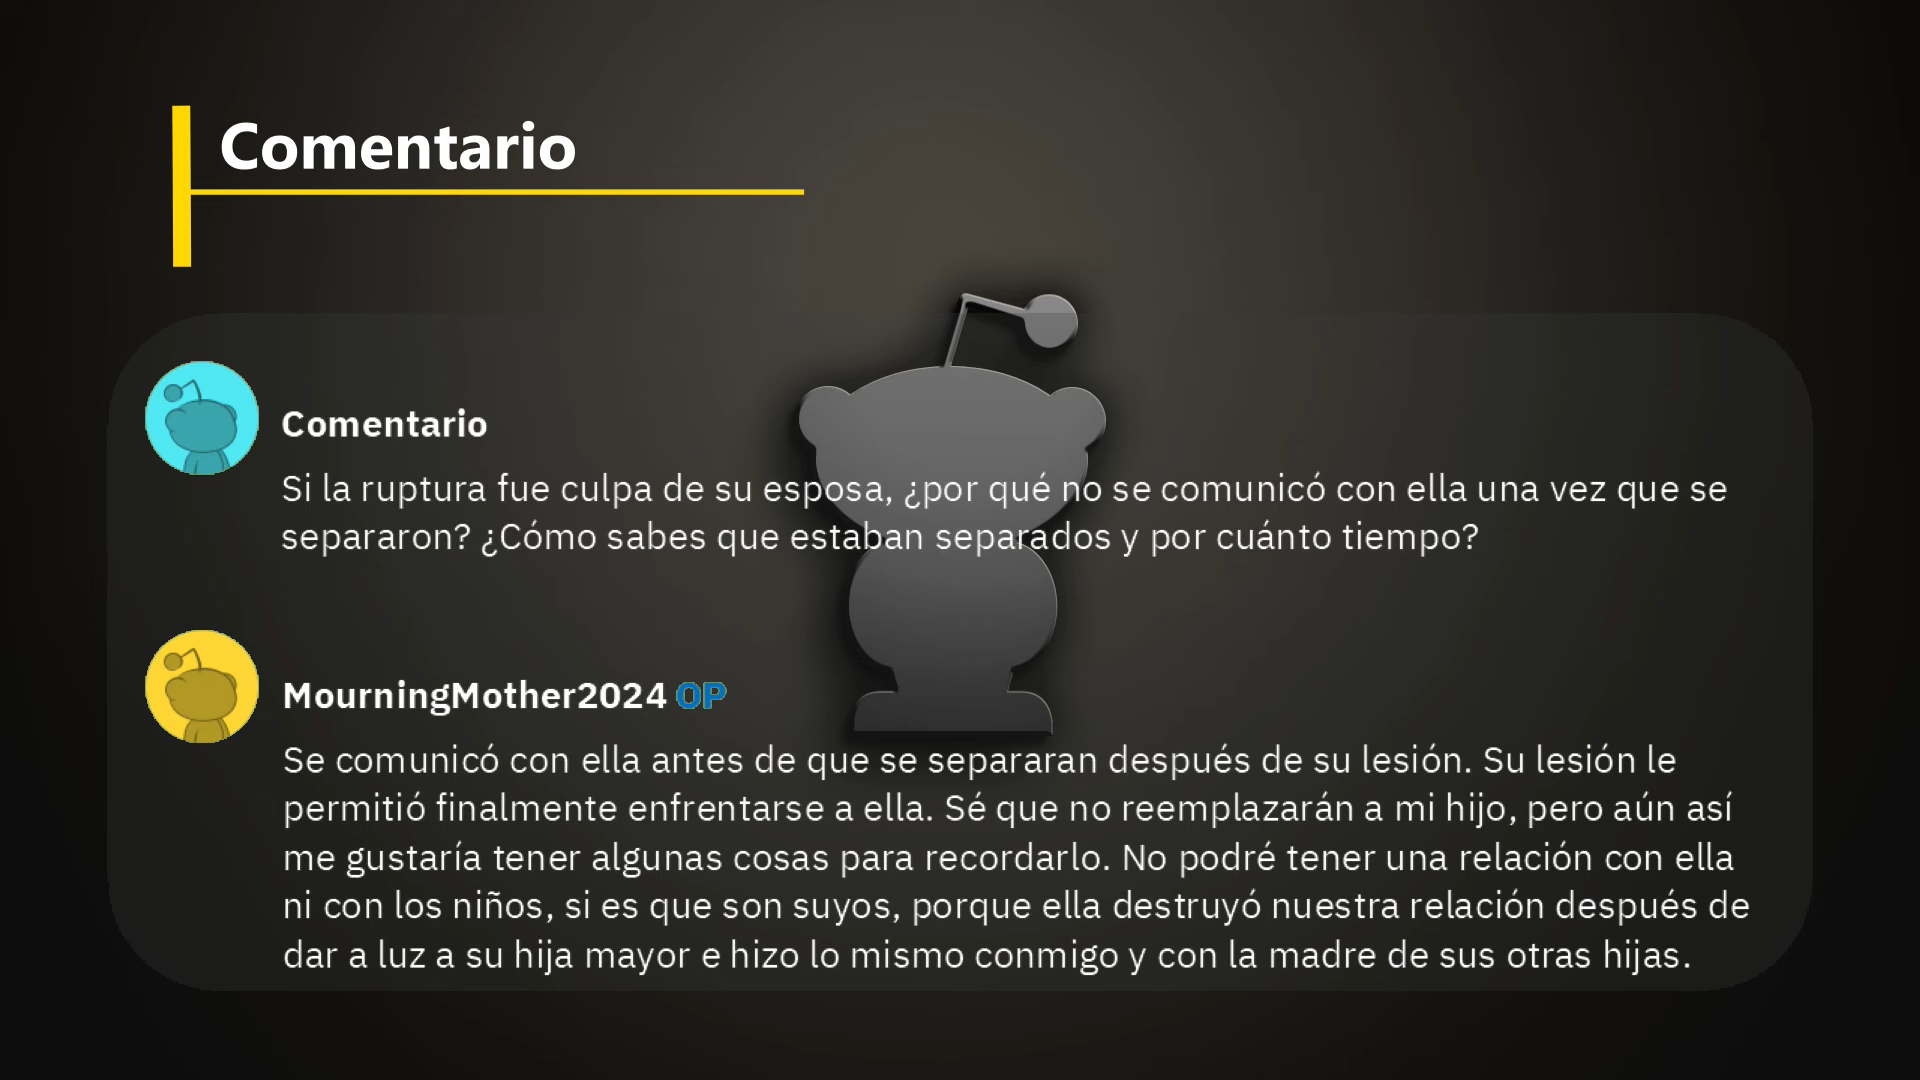 Comentario
Comentario
Si la ruptura fue culpa de su esposa, ¿por qué no se comunicó con ella una vez que se
separaron? ¿Cómo sabes que estaban separados y por cuánto tiempo?
MourningMother2024 OP
Se comunicó con ella antes de que se separaran después de su lesión. Su lesión le
permitió finalmente enfrentarse a ella. Sé que no reemplazarán a mi hijo, pero aún así
me gustaría tener algunas cosas para recordarlo. No podré tener una relación con ella
ni con los niños, si es que son suyos, porque ella destruyó nuestra relación después de
dar a luz a su hija mayor e hizo lo mismo conmigo y con la madre de sus otras hijas.